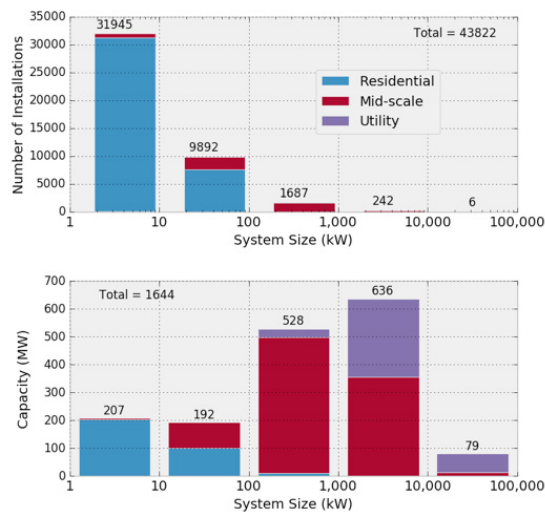 35000
31945
Total = 43822
30000
25000
20000
15000
10000
5000
0
Number of Installations
Residential
Mid-scale
Utility
9892
1687
242
6
1 10 100 1,000 10,000 100,000
System Size (kW)
700
600
500
400
300
200
100
0
Capacity (MW)
Total = 1644
207
192
528
636
79
1 10 100 1,000 10,000 100,000
System Size (kW)